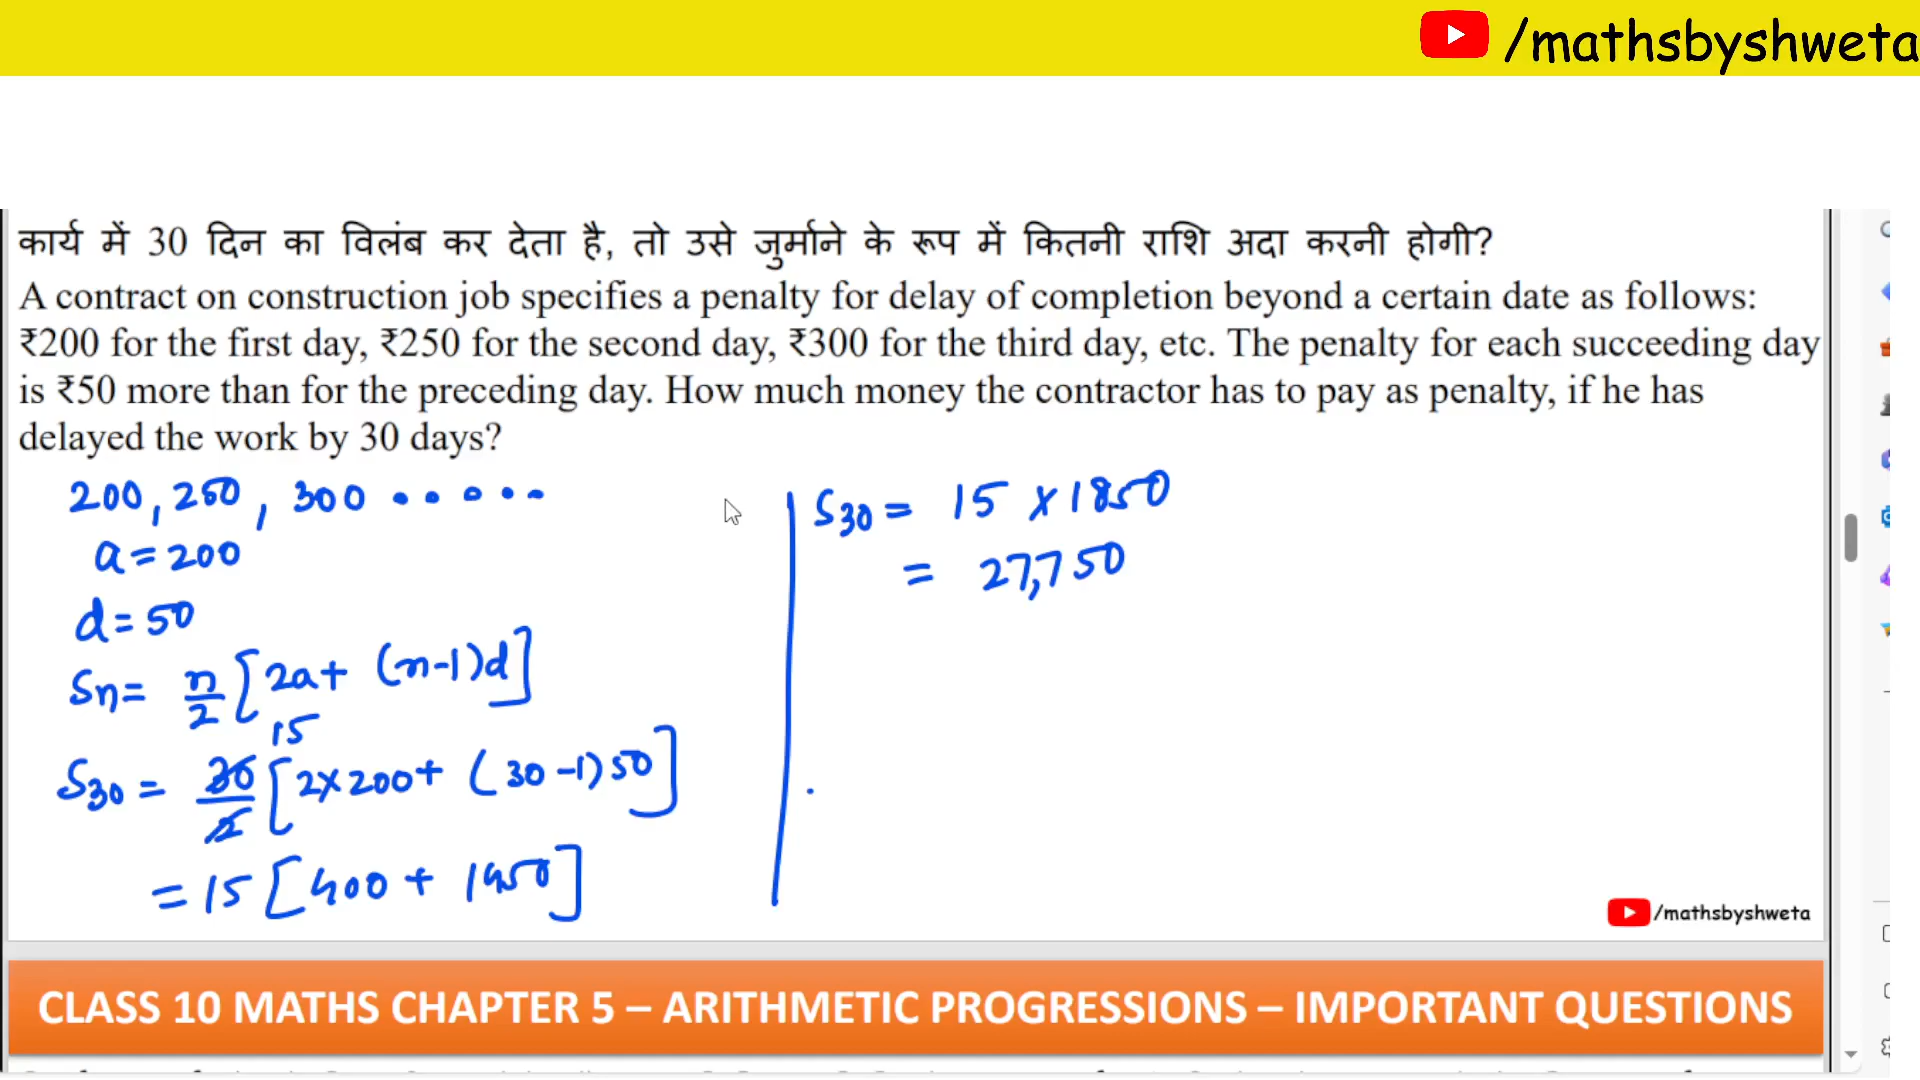 /mathsbyshweta
कार्य में 30 दिन का विलंब कर देता है, तो उसे जुर्माने के रूप में कितनी राशि अदा करनी होगी?
A contract on construction job specifies a penalty for delay of completion beyond a certain date as follows:
₹200 for the first day, ₹250 for the second day, ₹300 for the third day, etc. The penalty for each succeeding day
is ₹50 more than for the preceding day. How much money the contractor has to pay as penalty, if he has
delayed the work by 30 days?
200, 250, 300 .....
a = 200
d = 50
Sn = n/2 [2a + (n-1)d]
15
S30 = 30/2 [2×200 + (30-1)50]
= 15 [400 + 1450]
S30 = 15 × 1850
= 27,750
/mathsbyshweta
CLASS 10 MATHS CHAPTER 5 – ARITHMETIC PROGRESSIONS – IMPORTANT QUESTIONS